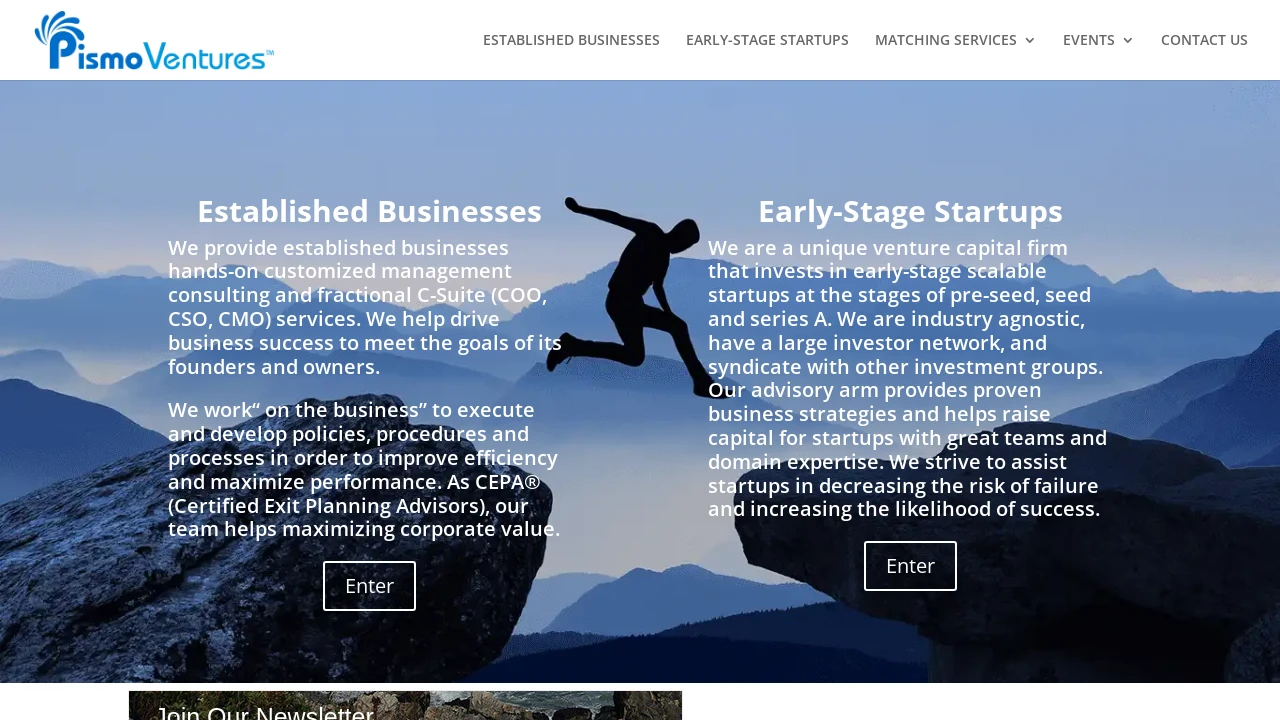 PismoVentures™
ESTABLISHED BUSINESSES
EARLY-STAGE STARTUPS
MATCHING SERVICES
EVENTS
CONTACT US
Established Businesses
We provide established businesses
hands-on customized management
consulting and fractional C-Suite (COO,
CSO, CMO) services. We help drive
business success to meet the goals of its
founders and owners.
We work“ on the business” to execute
and develop policies, procedures and
processes in order to improve efficiency
and maximize performance. As CEPA®
(Certified Exit Planning Advisors), our
team helps maximizing corporate value.
Enter
Early-Stage Startups
We are a unique venture capital firm
that invests in early-stage scalable
startups at the stages of pre-seed, seed
and series A. We are industry agnostic,
have a large investor network, and
syndicate with other investment groups.
Our advisory arm provides proven
business strategies and helps raise
capital for startups with great teams and
domain expertise. We strive to assist
startups in decreasing the risk of failure
and increasing the likelihood of success.
Enter
Join Our Newsletter